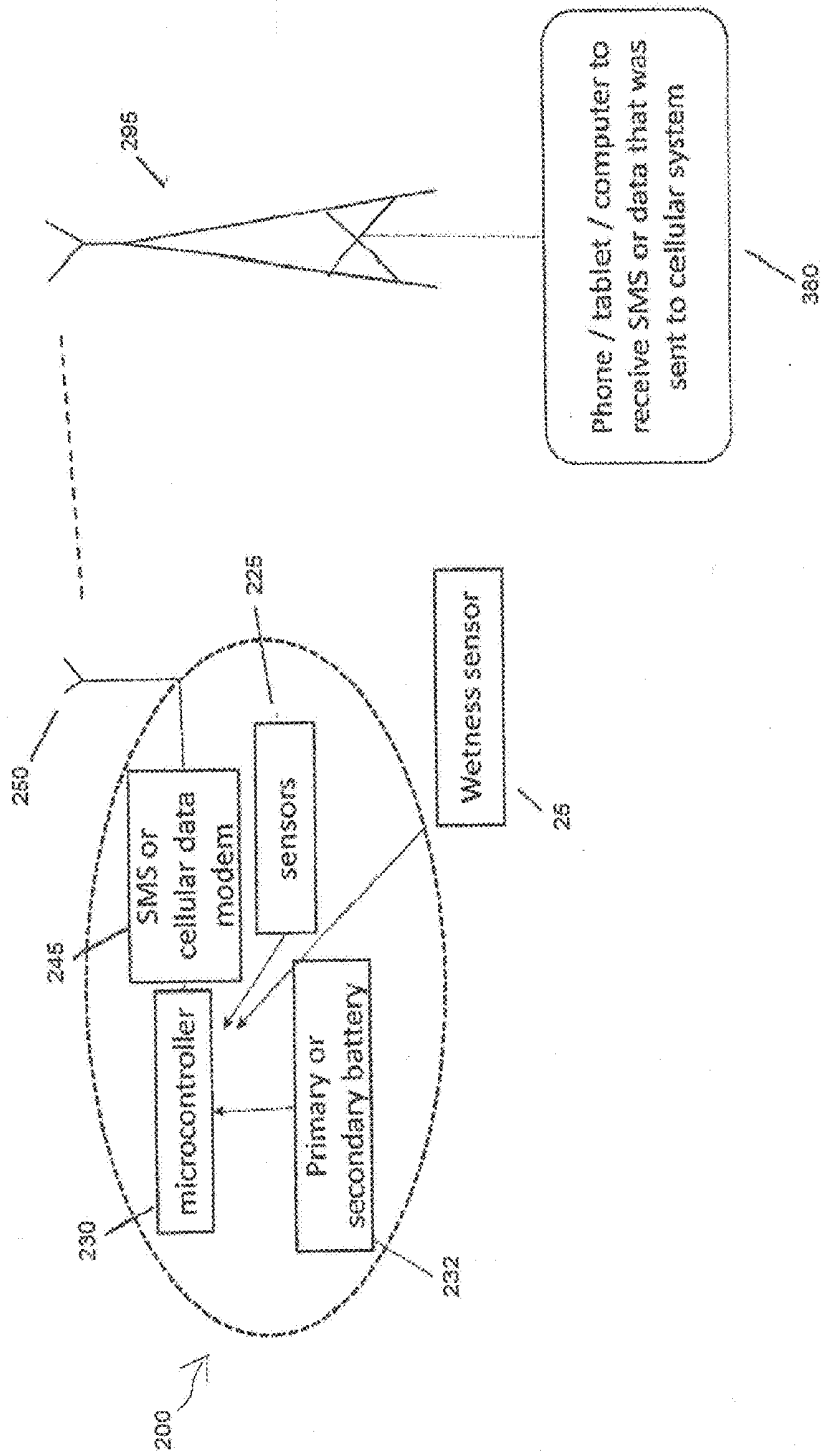 200
230
microcontroller
245
SMS or
cellular data
modem
250
225
sensors
Primary or
secondary battery
232
Wetness sensor
25
295
Phone / tablet / computer to
receive SMS or data that was
sent to cellular system
360